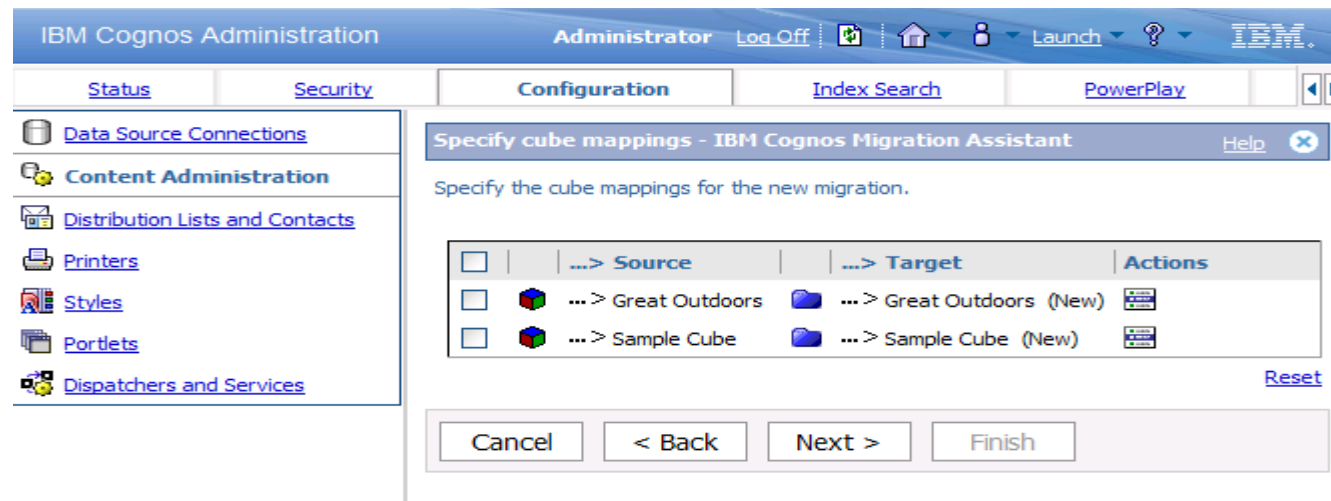 IBM Cognos Administration Administrator Log Off Launch ? IBM.
Status Security Configuration Index Search PowerPlay
Data Source Connections
Content Administration
Distribution Lists and Contacts
Printers
Styles
Portlets
Dispatchers and Services
Specify cube mappings - IBM Cognos Migration Assistant Help
Specify the cube mappings for the new migration.
...> Source ...> Target Actions
...> Great Outdoors ...> Great Outdoors (New)
...> Sample Cube ...> Sample Cube (New)
Reset
Cancel < Back Next > Finish